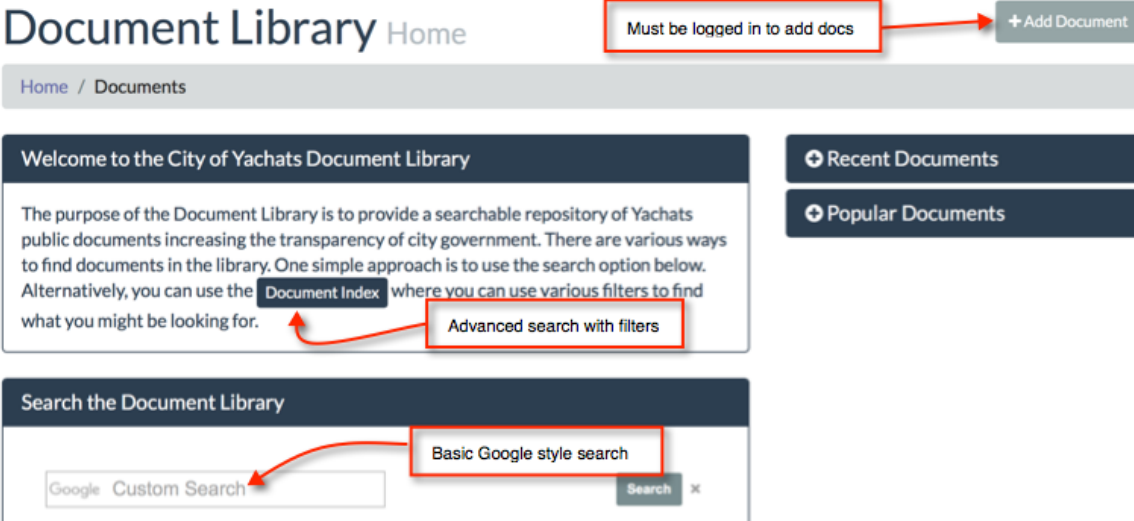 Document Library Home
Must be logged in to add docs
+ Add Document
Home / Documents
Welcome to the City of Yachats Document Library
The purpose of the Document Library is to provide a searchable repository of Yachats
public documents increasing the transparency of city government. There are various ways
to find documents in the library. One simple approach is to use the search option below.
Alternatively, you can use the Document Index where you can use various filters to find
what you might be looking for.
Advanced search with filters
Recent Documents
Popular Documents
Search the Document Library
Basic Google style search
Google Custom Search
Search ×